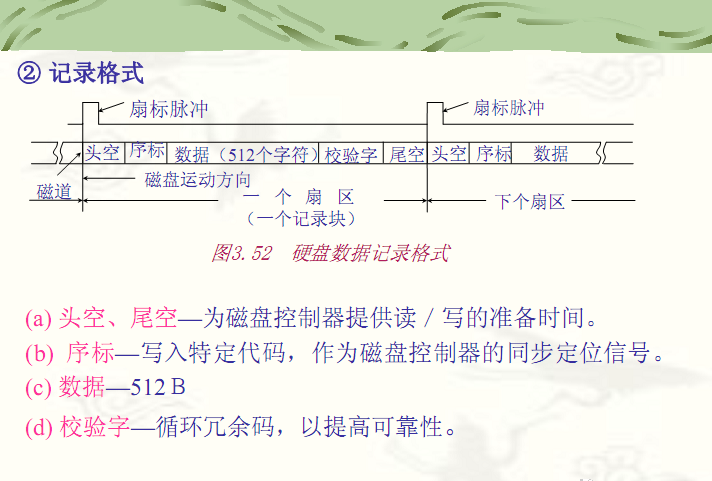 ② 记录格式
扇标脉冲 扇标脉冲
头空 序标 数据（512个字符） 校验字 尾空 头空 序标 数据
磁道 磁盘运动方向
一 个 扇 区 下个扇区
（一个记录块）
图3.52 硬盘数据记录格式
(a) 头空、尾空—为磁盘控制器提供读／写的准备时间。
(b) 序标—写入特定代码，作为磁盘控制器的同步定位信号。
(c) 数据—512Ｂ
(d) 校验字—循环冗余码，以提高可靠性。